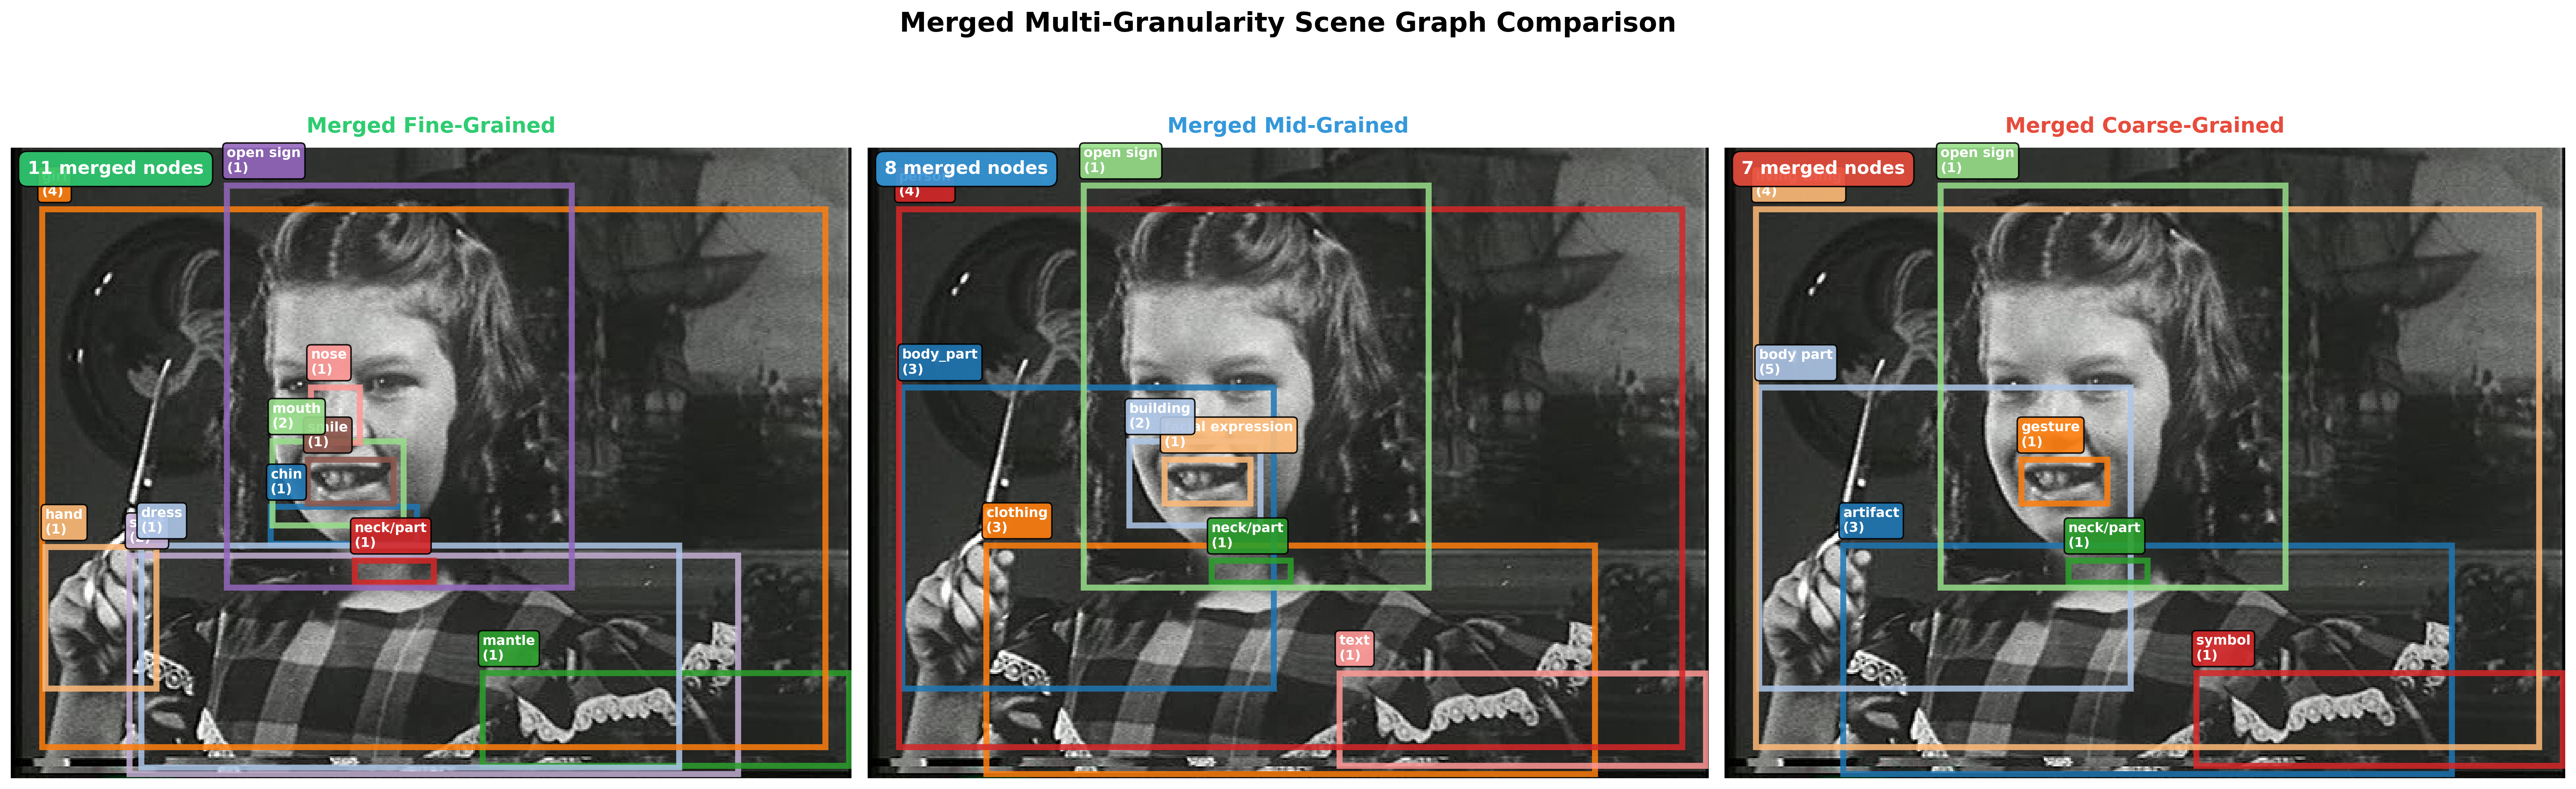 Merged Multi-Granularity Scene Graph Comparison
Merged Fine-Grained
11 merged nodes
(4)
open sign
(1)
nose
(1)
mouth
(2)
smile
(1)
chin
(1)
hand
(1)
dress
(1)
neck/part
(1)
mantle
(1)
Merged Mid-Grained
8 merged nodes
person
(4)
open sign
(1)
body_part
(3)
building
(2)
facial expression
(1)
clothing
(3)
neck/part
(1)
text
(1)
Merged Coarse-Grained
7 merged nodes
(4)
open sign
(1)
body part
(5)
gesture
(1)
artifact
(3)
neck/part
(1)
symbol
(1)